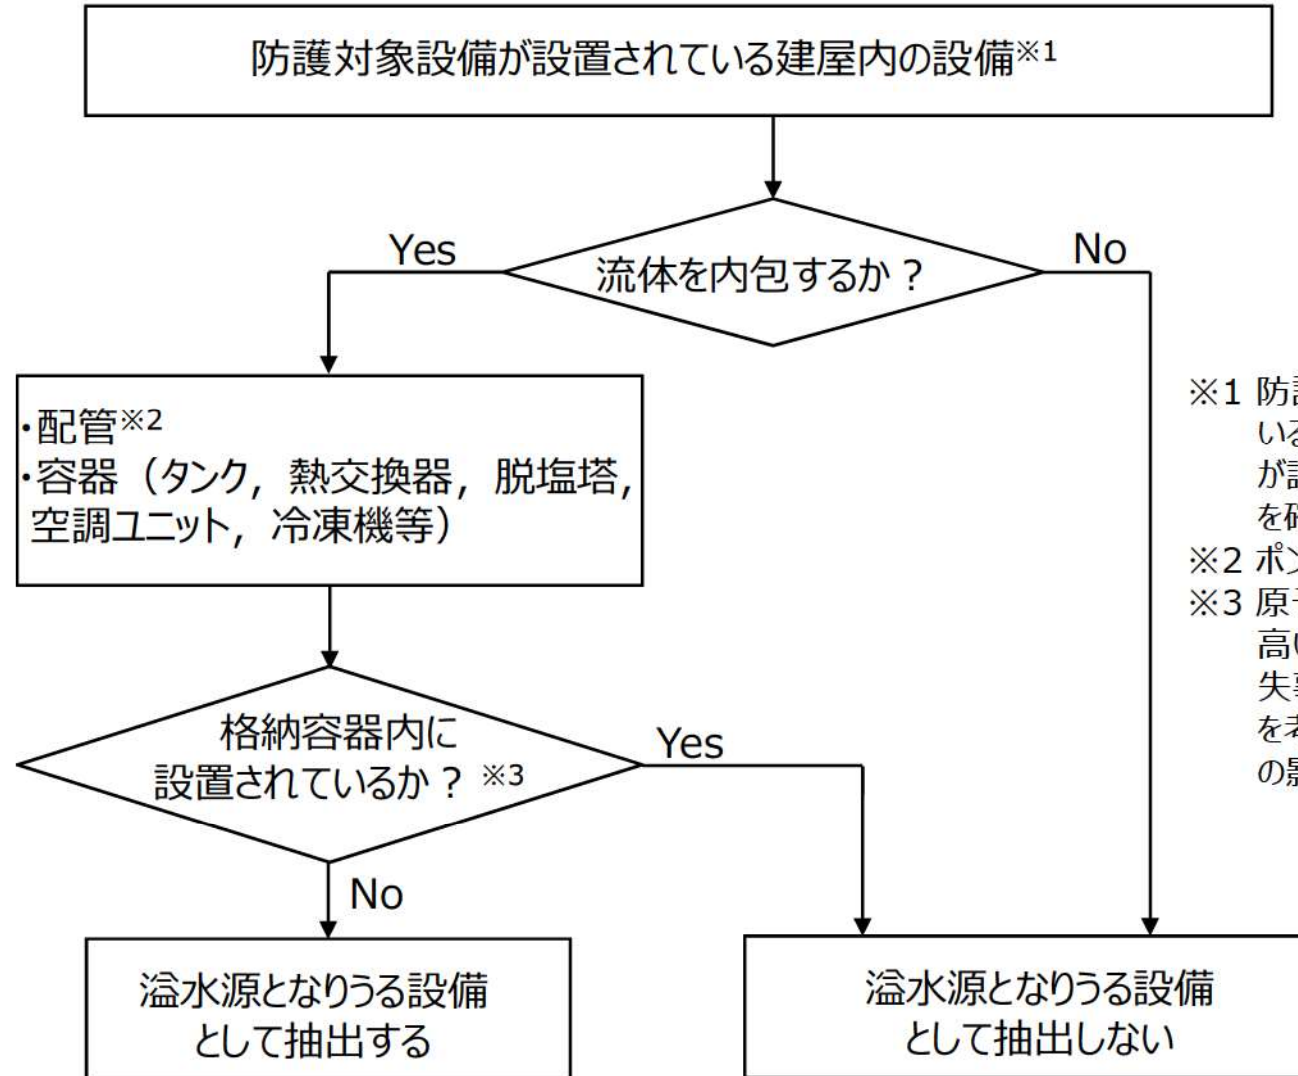 防護対象設備が設置されている建屋内の設備※1
流体を内包するか？
Yes
No
・配管※2
・容器（タンク，熱交換器，脱塩塔，
空調ユニット，冷凍機等）
格納容器内に
設置されているか？※3
Yes
No
溢水源となりうる設備
として抽出する
溢水源となりうる設備
として抽出しない
※1 防
いる
が
を
※2 ポン
※3 原
高い
失
を
の